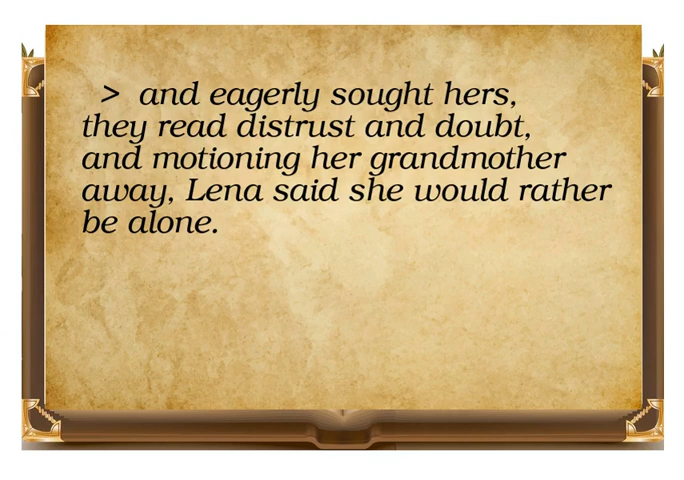 > and eagerly sought hers,
they read distrust and doubt,
and motioning her grandmother
away, Lena said she would rather
be alone.